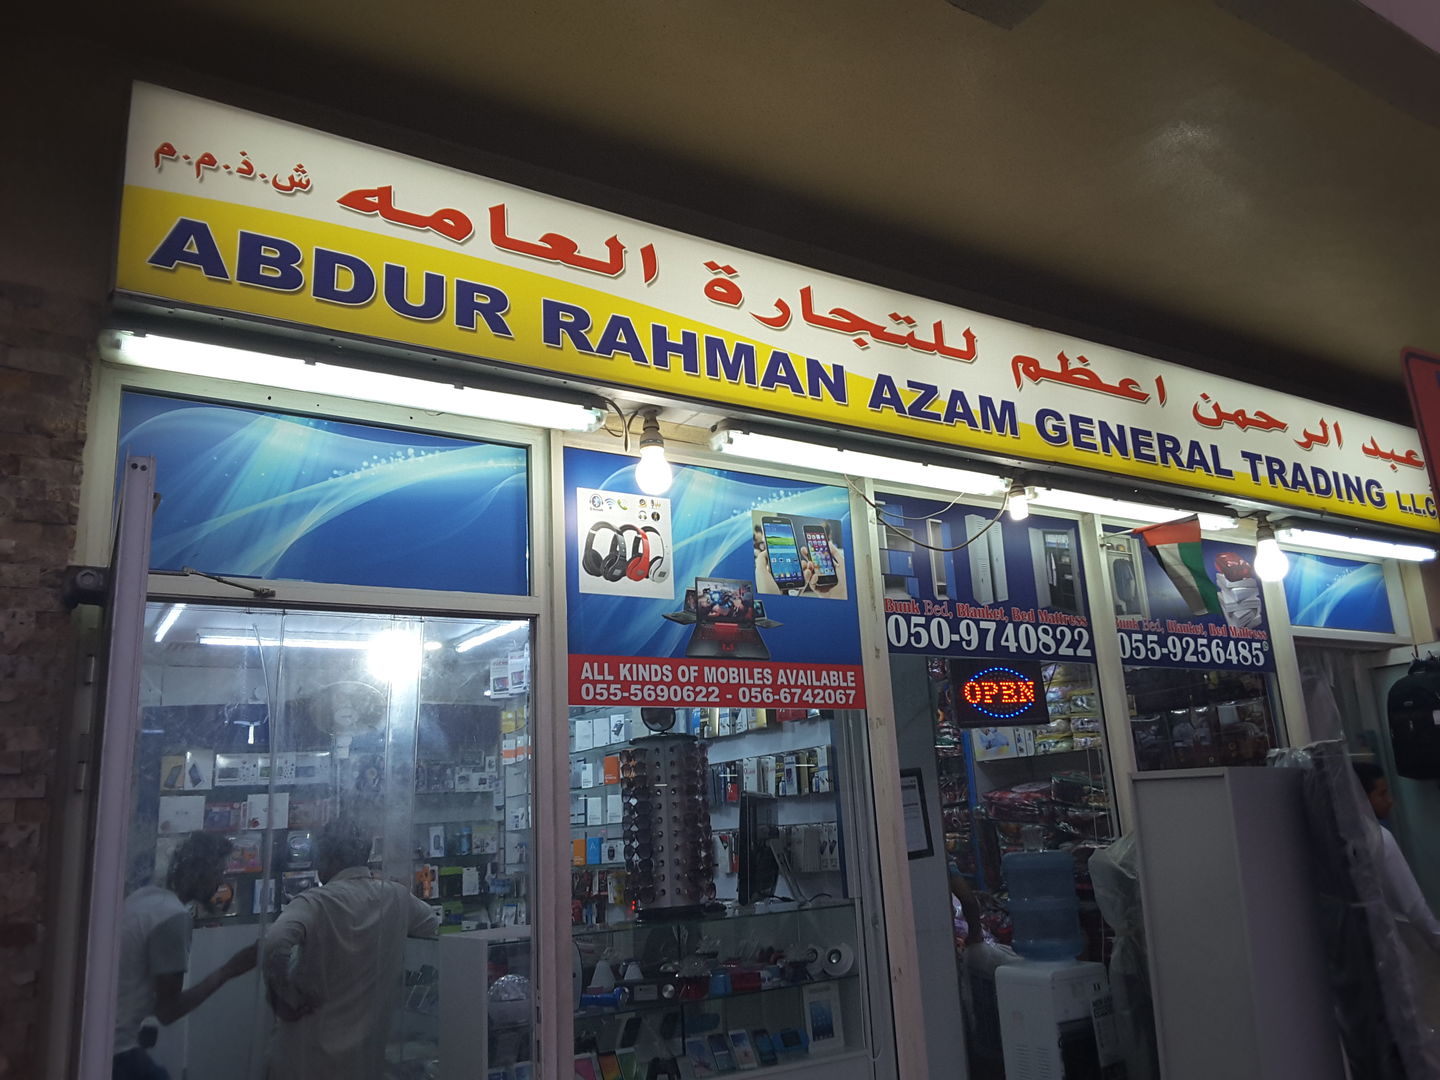 عبد الرحمن اعظم للتجارة العامه ش.ذ.م.م
ABDUR RAHMAN AZAM GENERAL TRADING L.L.C
ALL KINDS OF MOBILES AVAILABLE
055-5690622 - 056-6742067
Bunk Bed, Blanket, Bed Mattress
050-9740822
Bunk Bed, Blanket, Bed Mattress
055-9256485
OPEN